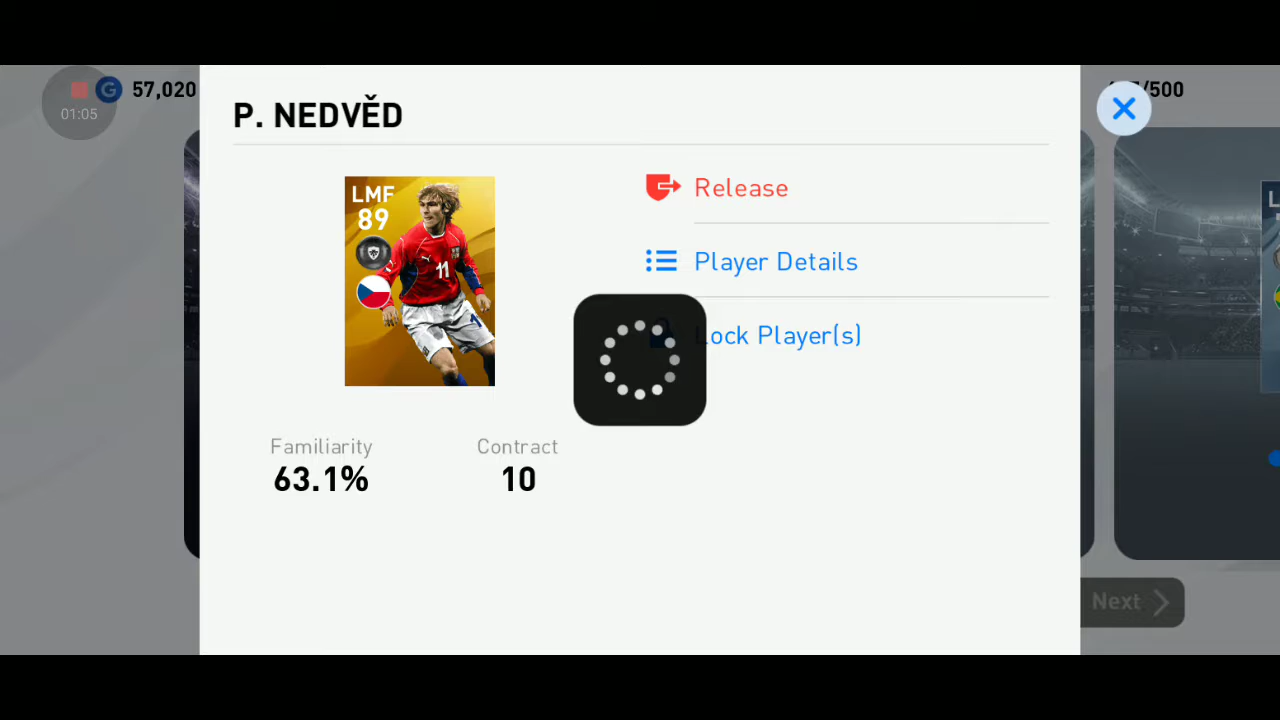 57,020
01:05
/500
P. NEDVĚD
LMF
89
11
Release
Player Details
Lock Player(s)
Familiarity
63.1%
Contract
10
Next